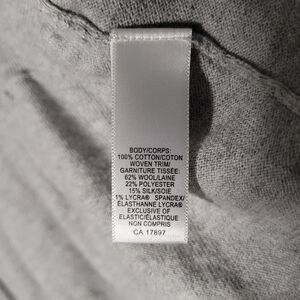 BODY/CORPS:
100% COTTON/COTON
WOVEN TRIM/
GARNITURE TISSÉE:
62% WOOL/LAINE
22% POLYESTER
15% SILK/SOIE
1% LYCRA® SPANDEX/
ÉLASTHANNE LYCRA®
EXCLUSIVE OF
ELASTIC/ÉLASTIQUE
NON COMPRIS
CA 17897